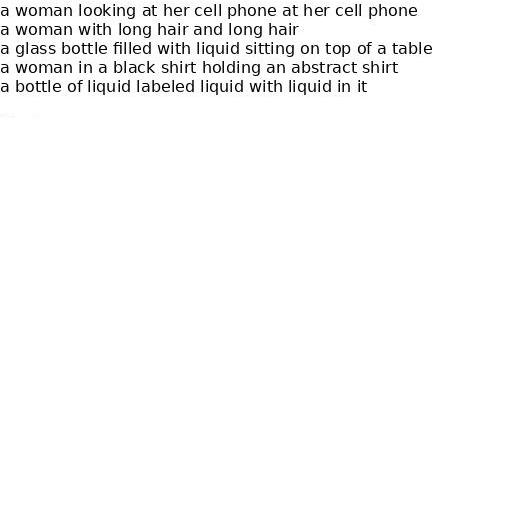 a woman looking at her cell phone at her cell phone
a woman with long hair and long hair
a glass bottle filled with liquid sitting on top of a table
a woman in a black shirt holding an abstract shirt
a bottle of liquid labeled liquid with liquid in it